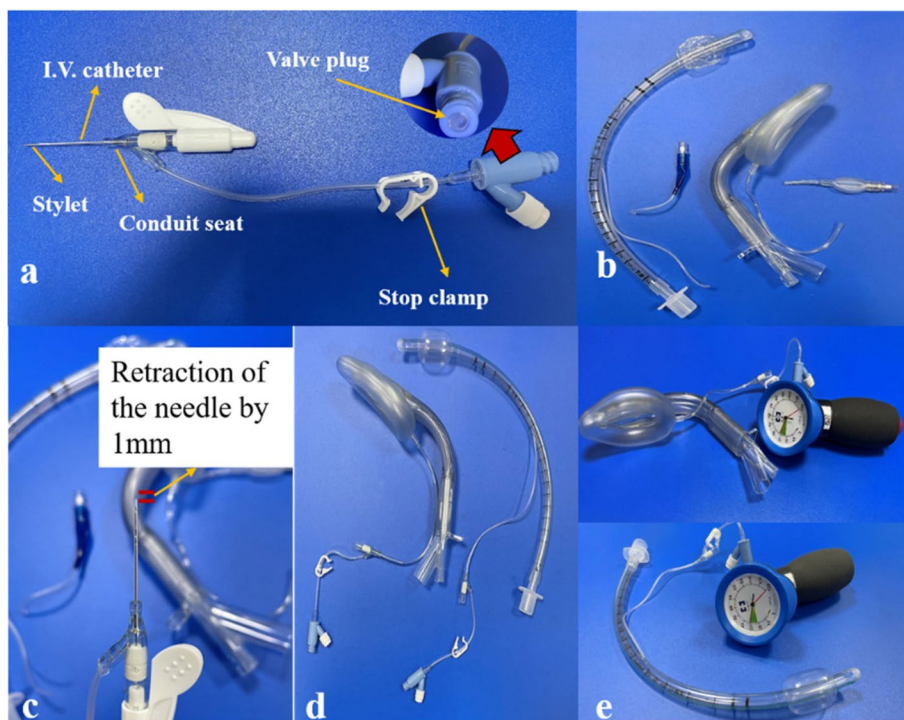 I.V. catheter
Valve plug
Stylet
Conduit seat
Stop clamp
a
b
Retraction of
the needle by
1mm
c
d
e